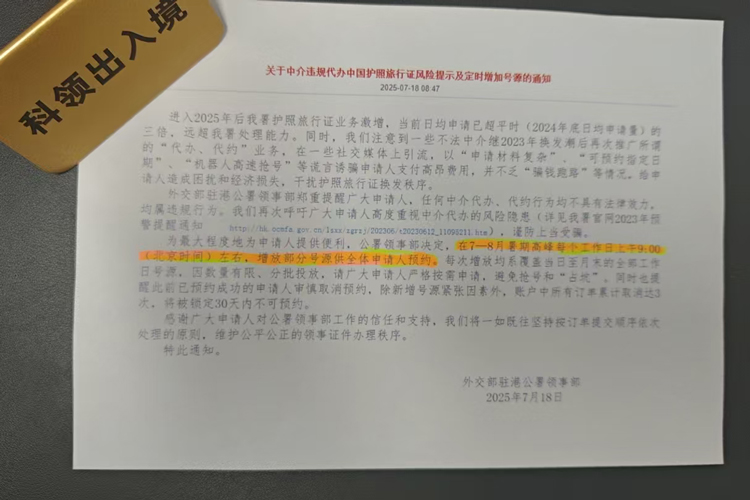 科领出入境
关于中介违规代办中国护照旅行证风险提示及定时增加号源的通知
2025-07-18 08:47
进入2025年后我署护照旅行证业务激增，当前日均申请已超平时（2024年底日均申请量）的
三倍，远超我署处理能力。同时，我们注意到一些不法中介继2023年换发潮后再次推广所谓
的“代办、代约”业务，在一些社交媒体上引流，以“申请材料复杂”、“可预约指定日
期”、“机器人高速抢号”等谎言诱骗申请人支付高昂费用，并不乏“骗钱跑路”等情况，给申
请人造成困扰和经济损失，干扰护照旅行证换发秩序。
外交部驻港公署领事部郑重提醒广大申请人，任何中介代办、代约行为均不具有法律能力，
均属违规行为。我们再次呼吁广大申请人高度重视中介代办的风险隐患（详见我署官网2023年预
警提醒通知
http://hk.ocmfa.gov.cn/lszx/zgrzj/202306/t20230612_11095211.htm），谨防上当受骗。
为最大程度地为申请人提供便利，公署领事部决定，在7—8月暑期高峰每个工作日上午9:00
（北京时间）左右，增放部分号源供全体申请人预约。每次增放均系覆盖当日至月末的全部工作
日号源，因数量有限、分批投放，请广大申请人严格按需申请，避免抢号和“占坑”。同时也提
醒此前已预约成功的申请人审慎取消预约，除新增号源紧张因素外，账户中所有订单累计取消达3
次，将被锁定30天内不可预约。
感谢广大申请人对公署领事部工作的信任和支持，我们将一如既往坚持按订单提交顺序依次
处理的原则，维护公平公正的领事证件办理秩序。
特此通知。
外交部驻港公署领事部
2025年7月18日